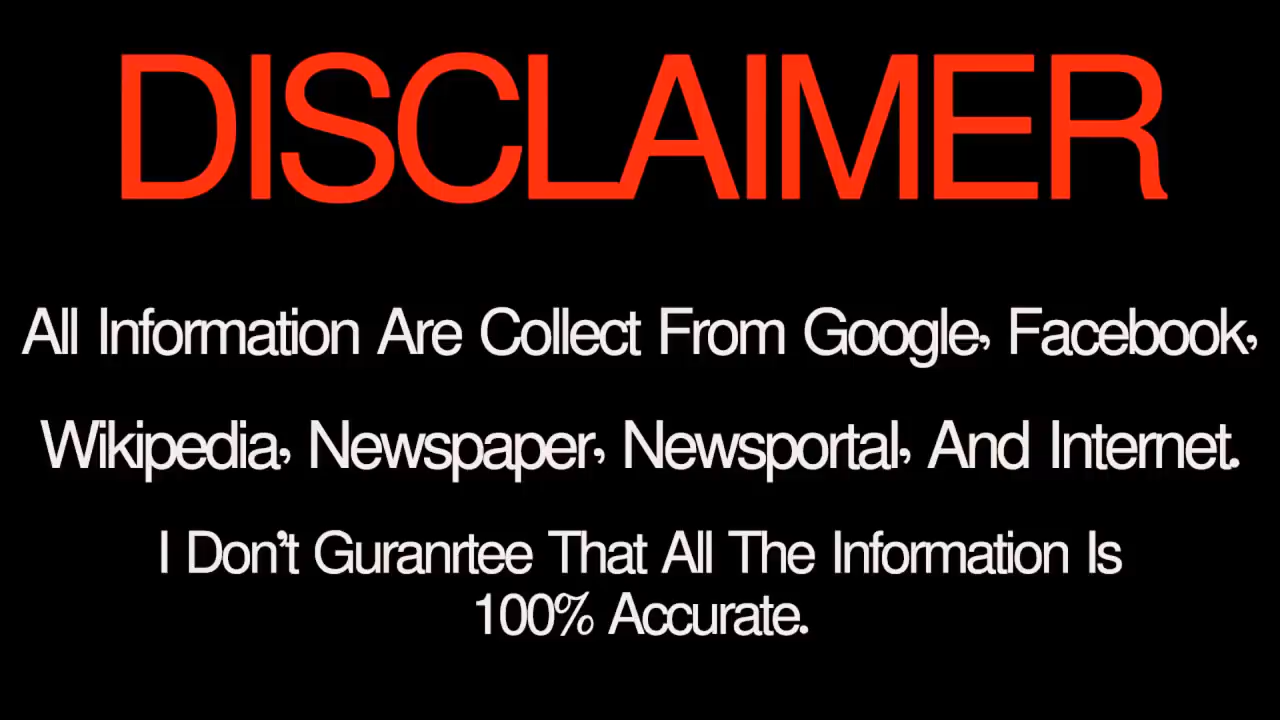 DISCLAIMER
All Information Are Collect From Google, Facebook,
Wikipedia, Newspaper, Newsportal, And Internet.
I Don't Guranrtee That All The Information Is
100% Accurate.